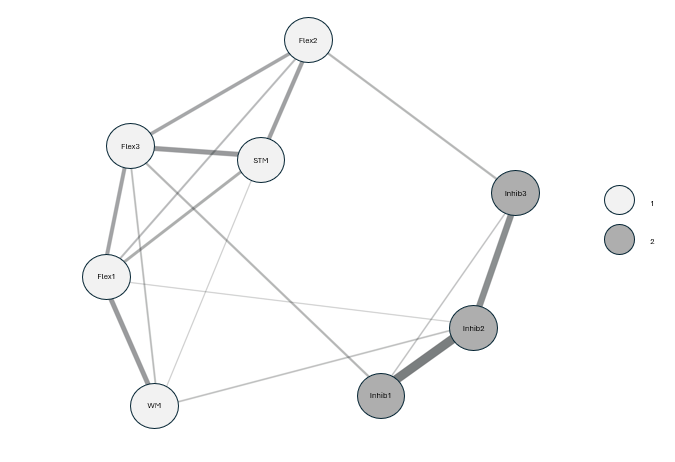 Flex2
Flex3
STM
Inhib3
1
2
Flex1
Inhib2
WM
Inhib1